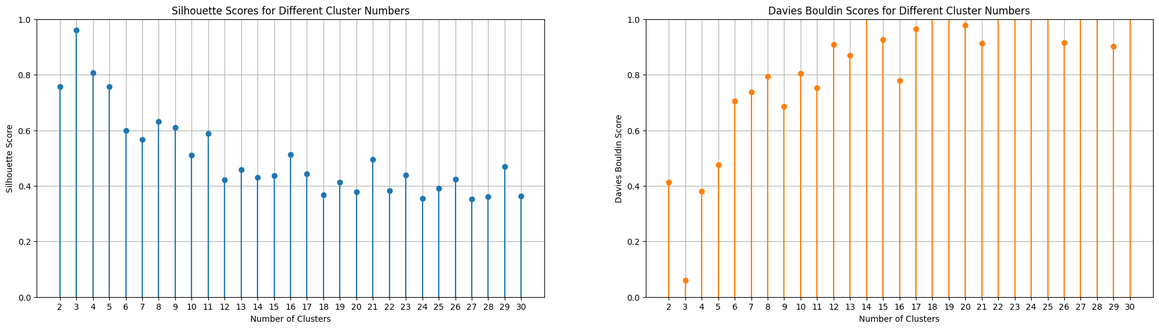 Silhouette Scores for Different Cluster Numbers
1.0
0.8
0.6
0.4
0.2
0.0
Silhouette Score
2 3 4 5 6 7 8 9 10 11 12 13 14 15 16 17 18 19 20 21 22 23 24 25 26 27 28 29 30
Number of Clusters
Davies Bouldin Scores for Different Cluster Numbers
1.0
0.8
0.6
0.4
0.2
0.0
Davies Bouldin Score
2 3 4 5 6 7 8 9 10 11 12 13 14 15 16 17 18 19 20 21 22 23 24 25 26 27 28 29 30
Number of Clusters